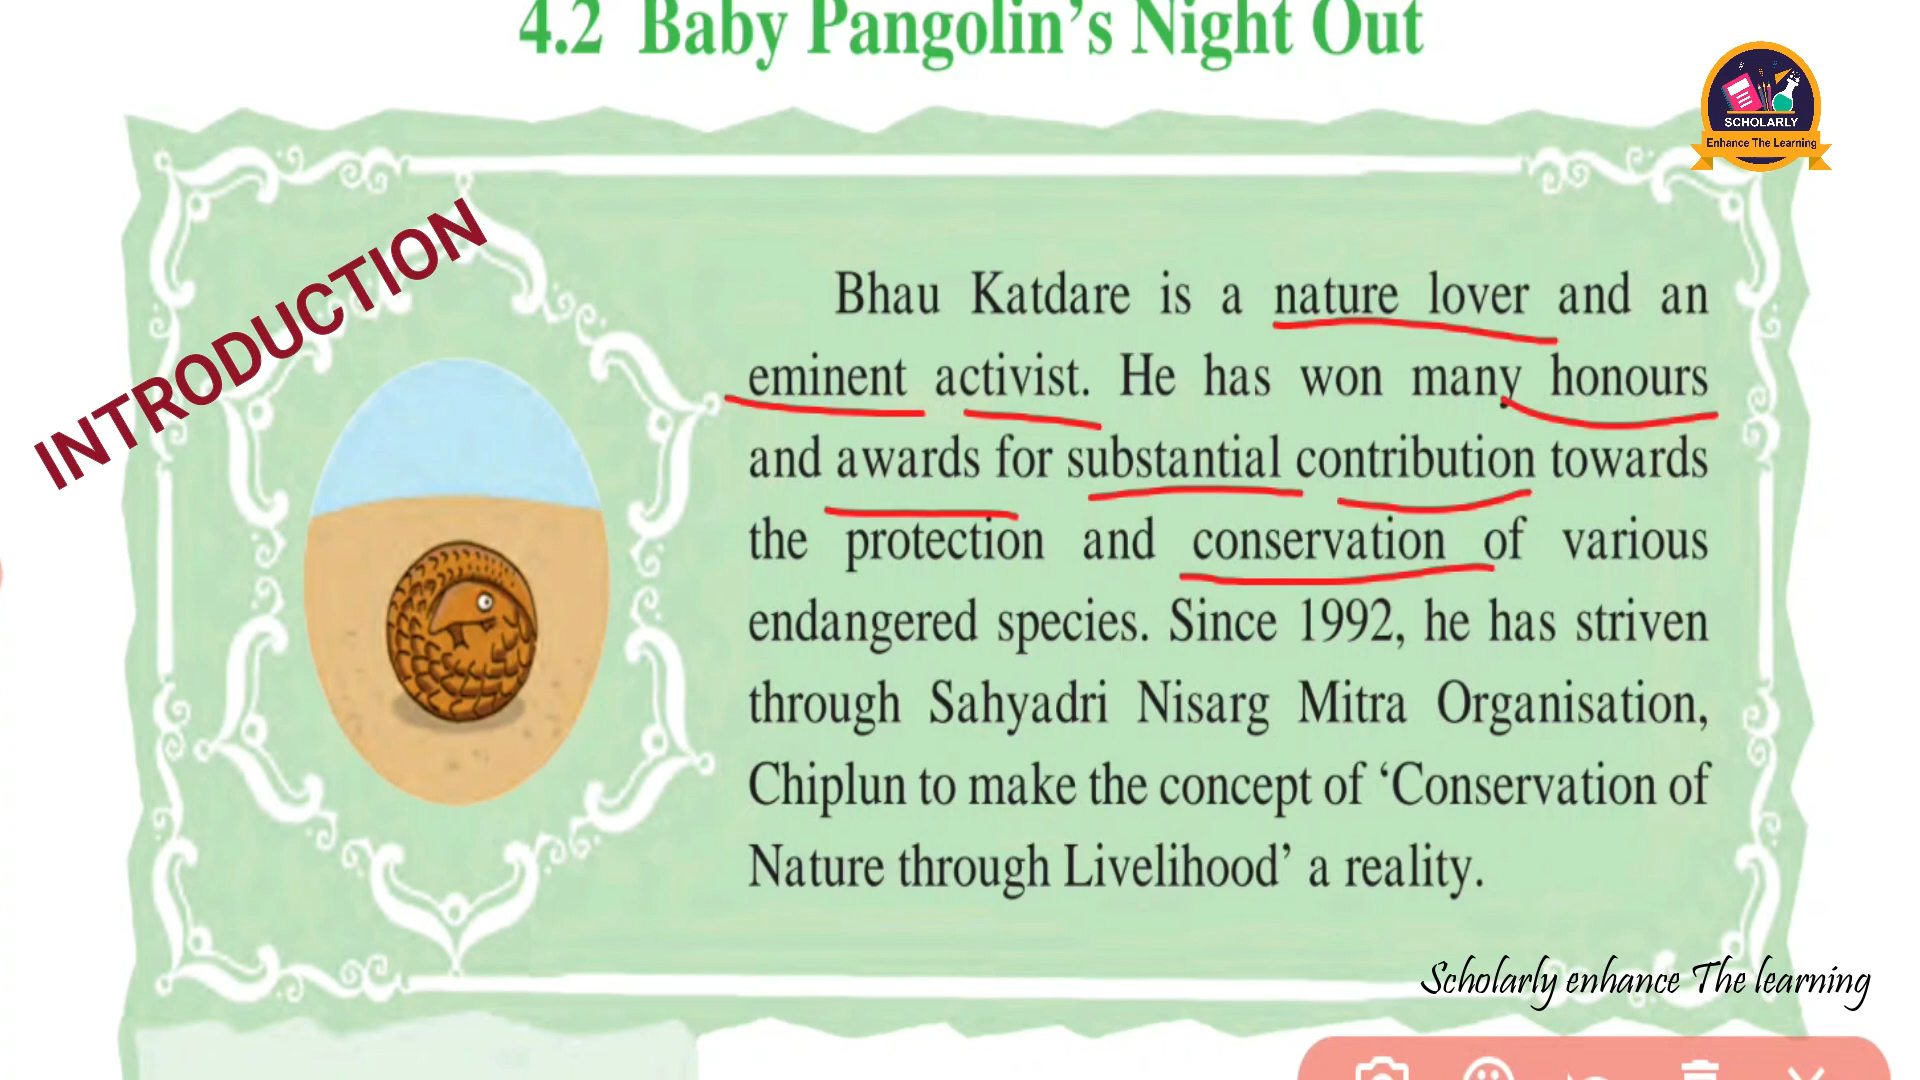 4.2 Baby Pangolin's Night Out
SCHOLARLY
Enhance The Learning
INTRODUCTION
Bhau Katdare is a nature lover and an
eminent activist. He has won many honours
and awards for substantial contribution towards
the protection and conservation of various
endangered species. Since 1992, he has striven
through Sahyadri Nisarg Mitra Organisation,
Chiplun to make the concept of ‘Conservation of
Nature through Livelihood’ a reality.
Scholarly enhance The learning